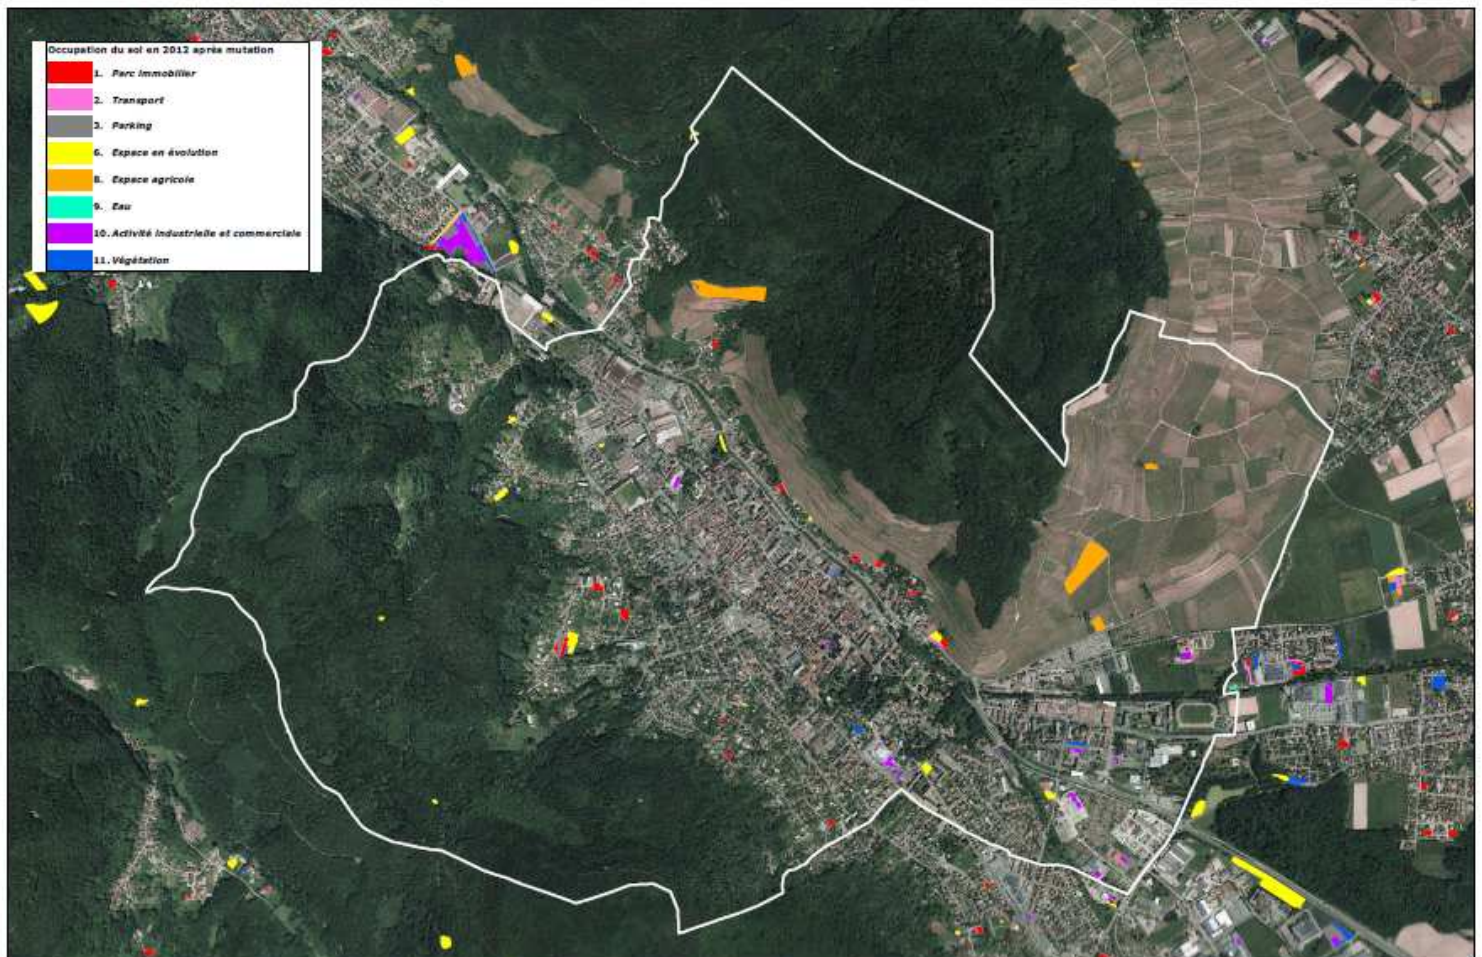 Occupation du sol en 2012 après mutation
1. Parc immobilier
2. Transport
3. Parking
6. Espace en évolution
8. Espace agricole
9. Eau
10. Activité industrielle et commerciale
11. Végétation